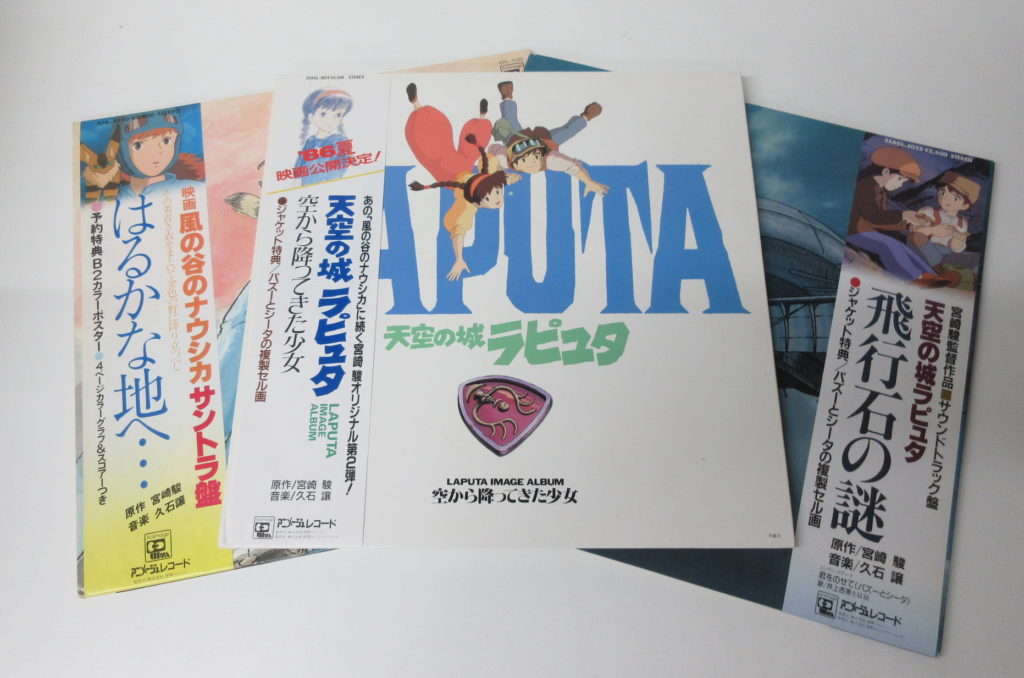 映画 風の谷のナウシカ サントラ盤
はるかな地へ・・・
●予約特典B2カラーポスター●4ページカラーグラフ&スコアーつき
原作 宮崎駿
音楽 久石譲
Animage
アニメージュレコード
25AGL-3029 ¥2,500 STEREO
'86夏
映画公開決定!
あの、「風の谷のナウシカ」に続く宮崎 駿オリジナル第2弾!
天空の城 ラピュタ
空から降ってきた少女
●ジャケット特典/パズーとシータの複製セル画
LAPUTA
IMAGE
ALBUM
原作/宮崎 駿
音楽/久石 譲
アニメージュレコード
LAPUTA
天空の城 ラピュタ
LAPUTA IMAGE ALBUM
空から降ってきた少女
STEREO
宮崎駿監督作品■サウンドトラック盤
天空の城ラピュタ
飛行石の謎
●ジャケット特典/パズーとシータの複製セル画
原作/宮崎 駿
音楽/久石 譲
君をのせて(パズーとシータ)
アニメージュレコード